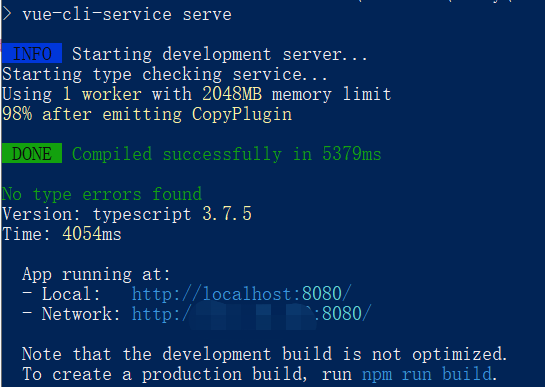 > vue-cli-service serve
INFO Starting development server...
Starting type checking service...
Using 1 worker with 2048MB memory limit
98% after emitting CopyPlugin
DONE Compiled successfully in 5379ms
No type errors found
Version: typescript 3.7.5
Time: 4054ms
App running at:
- Local: http://localhost:8080/
- Network: http:/ :8080/
Note that the development build is not optimized.
To create a production build, run npm run build.